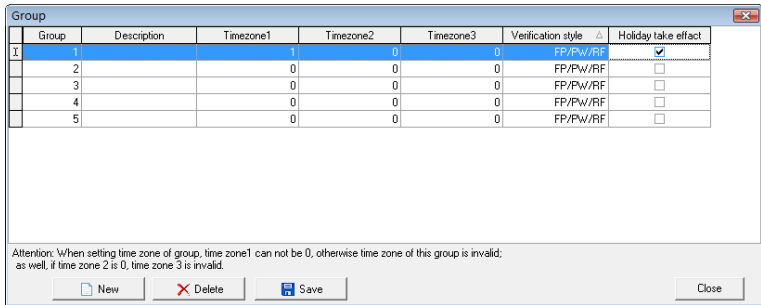 Group
Group Description Timezone1 Timezone2 Timezone3 Verification style Holiday take effact
1 1 0 0 FP/PW/RF
2 0 0 0 FP/PW/RF
3 0 0 0 FP/PW/RF
4 0 0 0 FP/PW/RF
5 0 0 0 FP/PW/RF
Attention: When setting time zone of group, time zone1 can not be 0, otherwise time zone of this group is invalid;
as well, if time zone 2 is 0, time zone 3 is invalid.
New Delete Save Close